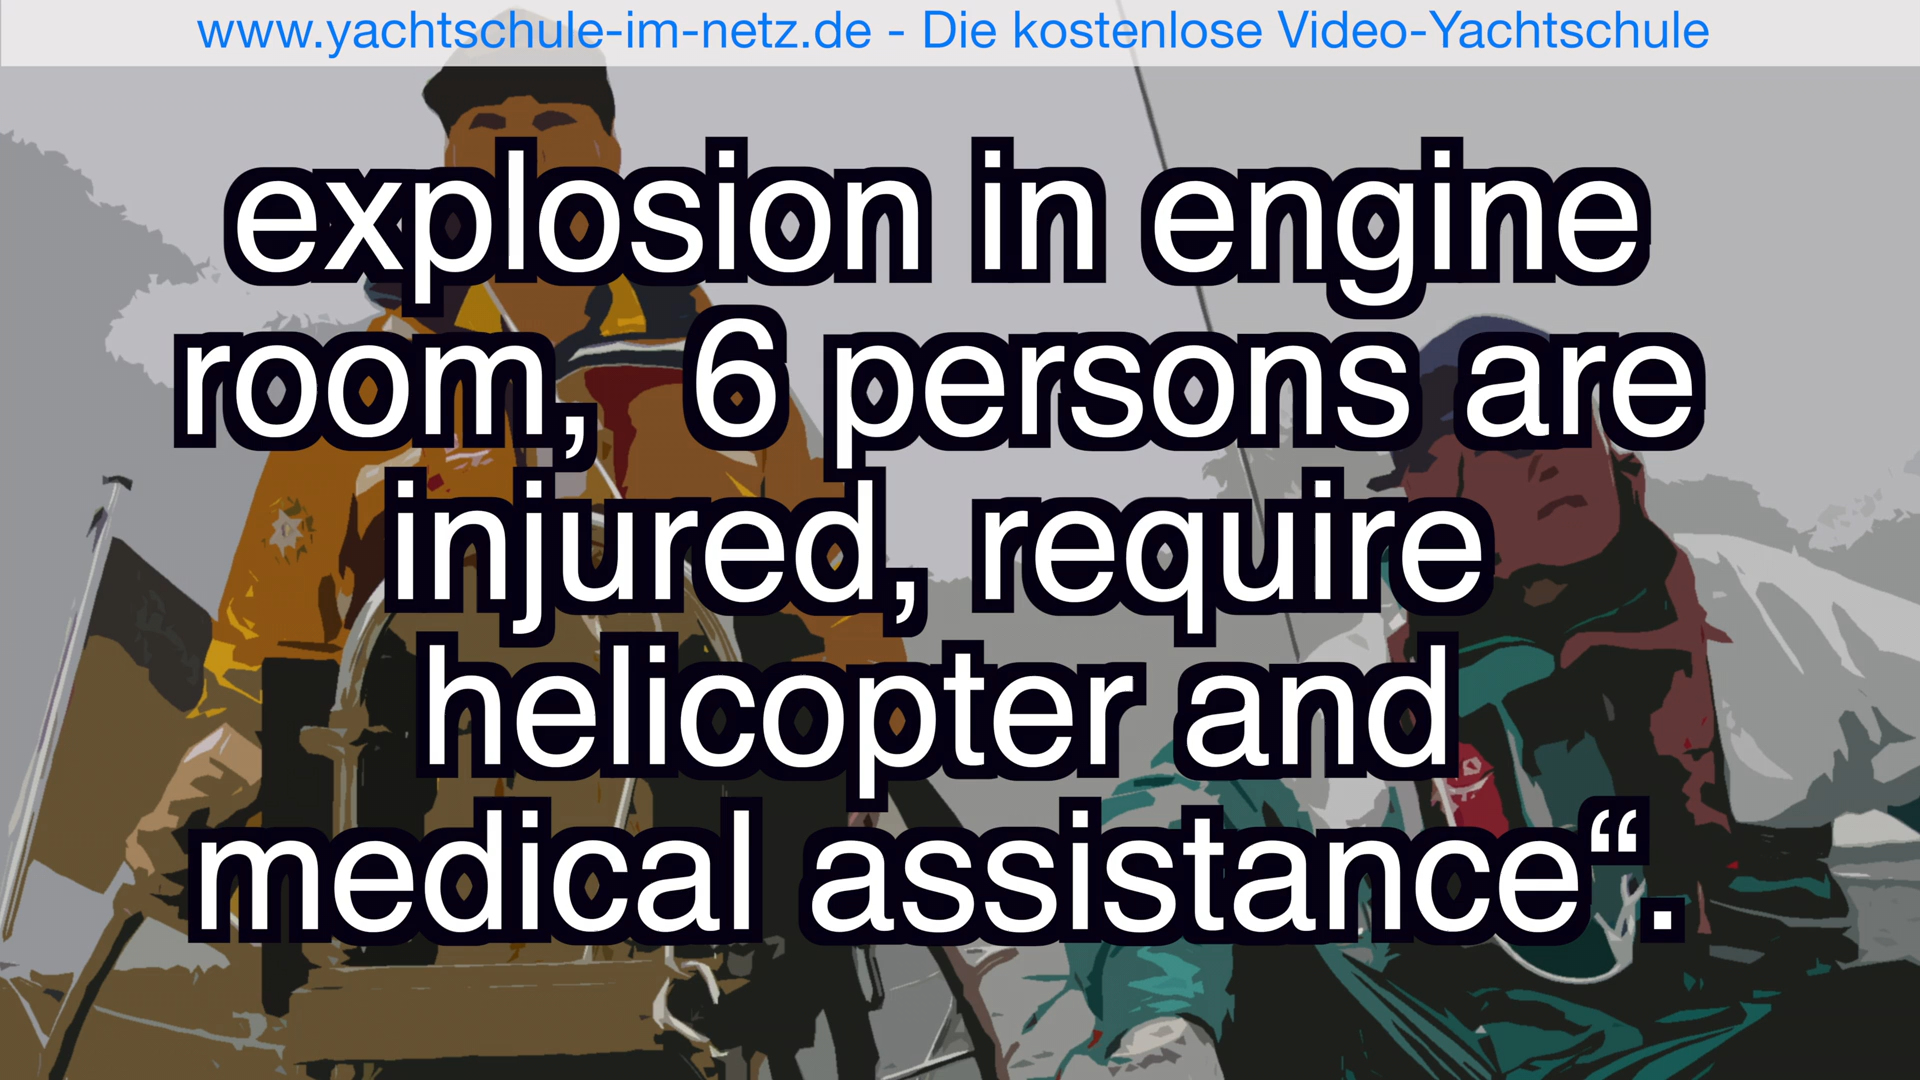 www.yachtschule-im-netz.de - Die kostenlose Video-Yachtschule
explosion in engine
room,  6 persons are
injured, require
helicopter and
medical assistance“.